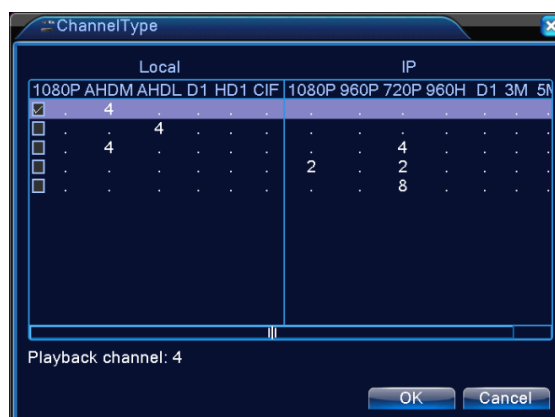 ChannelType
Local IP
1080P AHDM AHDL D1 HD1 CIF 1080P 960P 720P 960H D1 3M
. 4 . . . . . . . . . . .
. . 4 . . . . . . . . . .
. 4 . . . . . . 4 . . . .
. . . . . . 2 . 2 . . . .
. . . . . . . . 8 . . . .
Playback channel: 4
OK Cancel